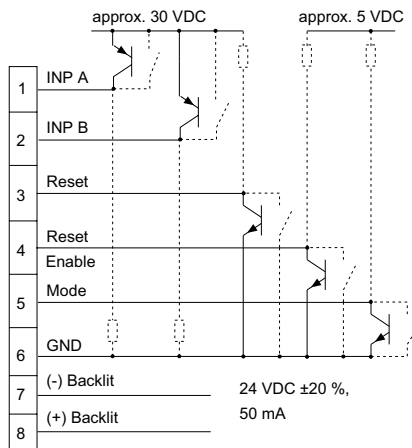 approx. 30 VDC
approx. 5 VDC
1
INP A
2
INP B
3
Reset
4
Reset
Enable
5
Mode
6
GND
7
(-) Backlit
8
(+) Backlit
24 VDC ±20 %,
50 mA